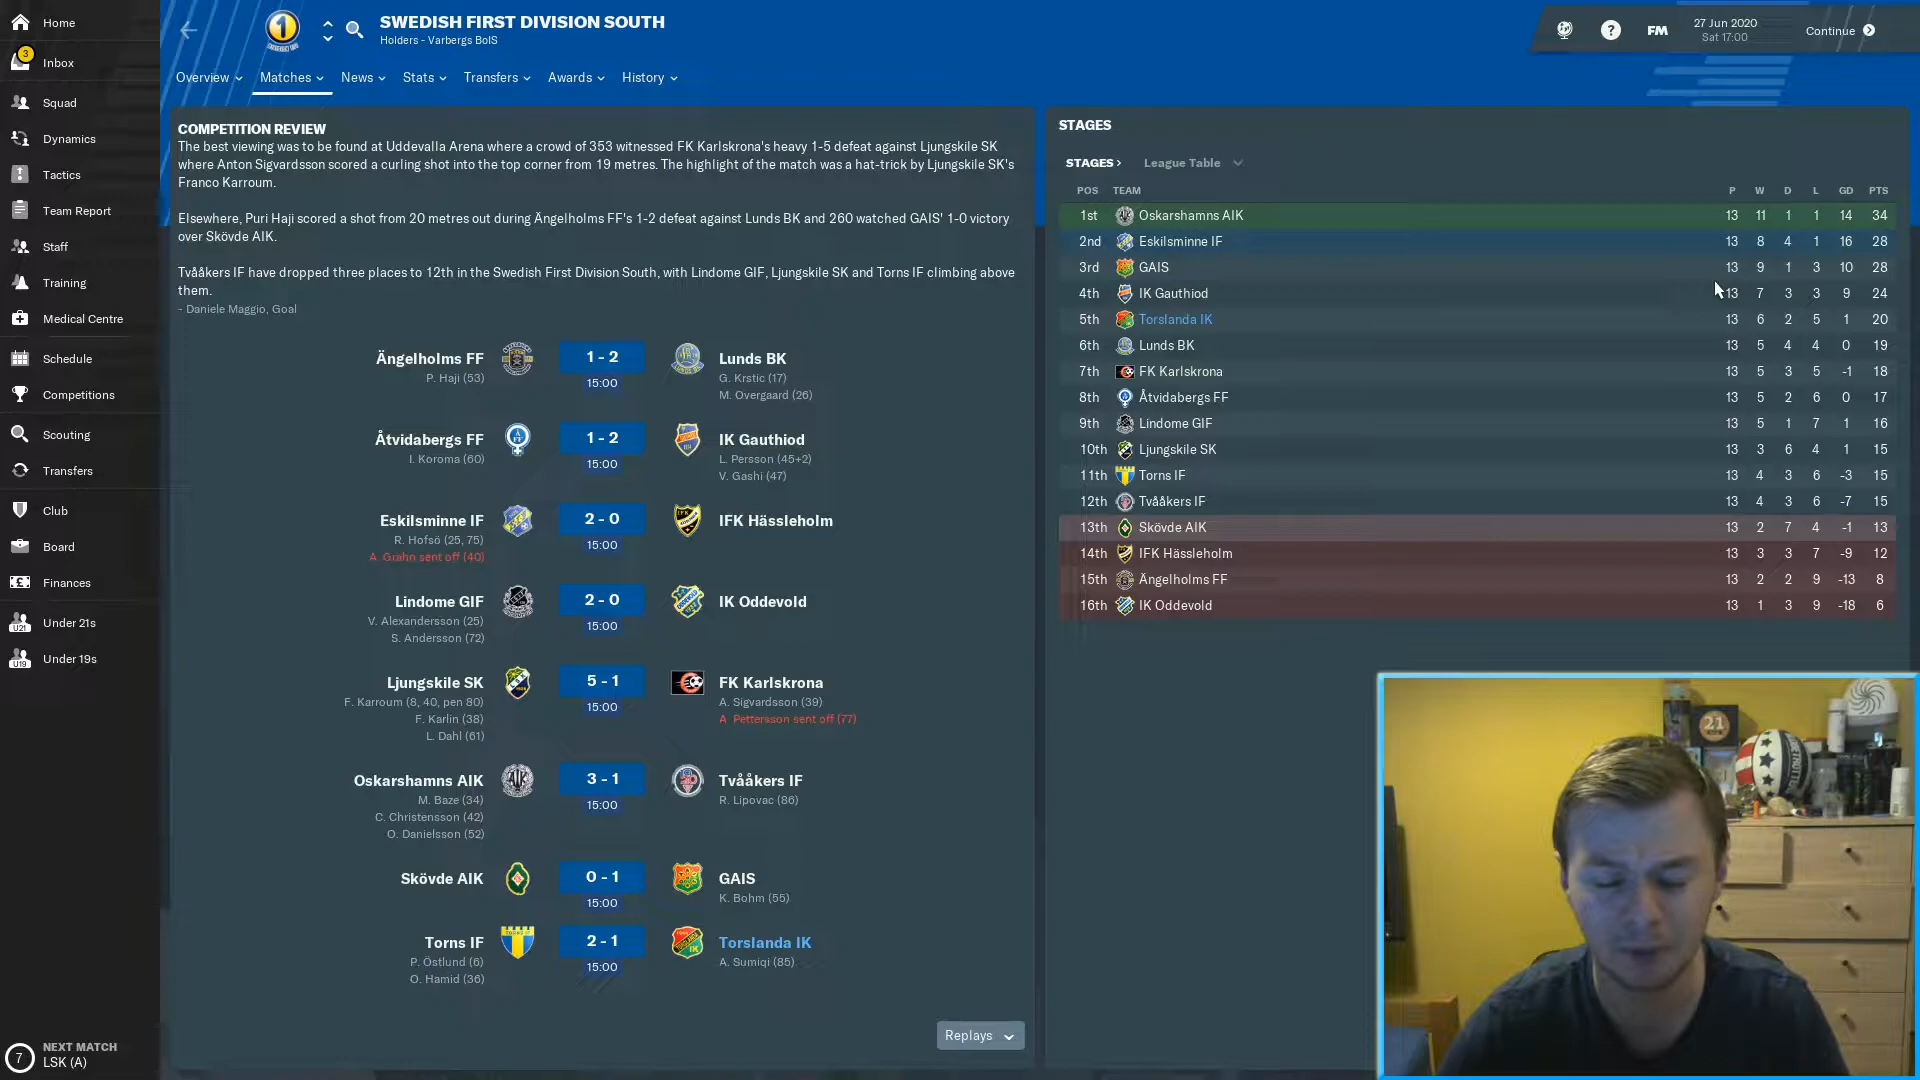 Home
3
Inbox
Squad
Dynamics
Tactics
Team Report
Staff
Training
Medical Centre
Schedule
Competitions
Scouting
Transfers
Club
Board
Finances
U21
Under 21s
U19
Under 19s
7
NEXT MATCH
LSK (A)
1
SWEDISH FIRST DIVISION SOUTH
Holders - Varbergs BoIS
Overview Matches News Stats Transfers Awards History
? FM
27 Jun 2020
Sat 17:00
Continue
COMPETITION REVIEW
The best viewing was to be found at Uddevalla Arena where a crowd of 353 witnessed FK Karlskrona's heavy 1-5 defeat against Ljungskile SK
where Anton Sigvardsson scored a curling shot into the top corner from 19 metres. The highlight of the match was a hat-trick by Ljungskile SK's
Franco Karroum.
Elsewhere, Puri Haji scored a shot from 20 metres out during Ängelholms FF's 1-2 defeat against Lunds BK and 260 watched GAIS' 1-0 victory
over Skövde AIK.
Tvååkers IF have dropped three places to 12th in the Swedish First Division South, with Lindome GIF, Ljungskile SK and Torns IF climbing above
them.
- Daniele Maggio, Goal
Ängelholms FF 1 - 2 Lunds BK
P. Haji (53) 15:00 G. Krstic (17)
M. Overgaard (26)
Åtvidabergs FF 1 - 2 IK Gauthiod
I. Koroma (60) 15:00 L. Persson (45+2)
V. Gashi (47)
Eskilsminne IF 2 - 0 IFK Hässleholm
R. Hofsö (25, 75) 15:00
A. Grahn sent off (40)
Lindome GIF 2 - 0 IK Oddevold
V. Alexandersson (25) 15:00
S. Andersson (72)
Ljungskile SK 5 - 1 FK Karlskrona
F. Karroum (8, 40, pen 80) 15:00 A. Sigvardsson (39)
F. Karlin (38) A. Pettersson sent off (77)
L. Dahl (61)
Oskarshamns AIK 3 - 1 Tvååkers IF
M. Baze (34) 15:00 R. Lipovac (86)
C. Christensson (42)
O. Danielsson (52)
Skövde AIK 0 - 1 GAIS
15:00 K. Bohm (55)
Torns IF 2 - 1 Torslanda IK
P. Östlund (6) 15:00 A. Sumiqi (85)
O. Hamid (36)
Replays
STAGES
STAGES › League Table
POS TEAM P W D L GD PTS
1st Oskarshamns AIK 13 11 1 1 14 34
2nd Eskilsminne IF 13 8 4 1 16 28
3rd GAIS 13 9 1 3 10 28
4th IK Gauthiod 13 7 3 3 9 24
5th Torslanda IK 13 6 2 5 1 20
6th Lunds BK 13 5 4 4 0 19
7th FK Karlskrona 13 5 3 5 -1 18
8th Åtvidabergs FF 13 5 2 6 0 17
9th Lindome GIF 13 5 1 7 1 16
10th Ljungskile SK 13 3 6 4 1 15
11th Torns IF 13 4 3 6 -3 15
12th Tvååkers IF 13 4 3 6 -7 15
13th Skövde AIK 13 2 7 4 -1 13
14th IFK Hässleholm 13 3 3 7 -9 12
15th Ängelholms FF 13 2 2 9 -13 8
16th IK Oddevold 13 1 3 9 -18 6
21